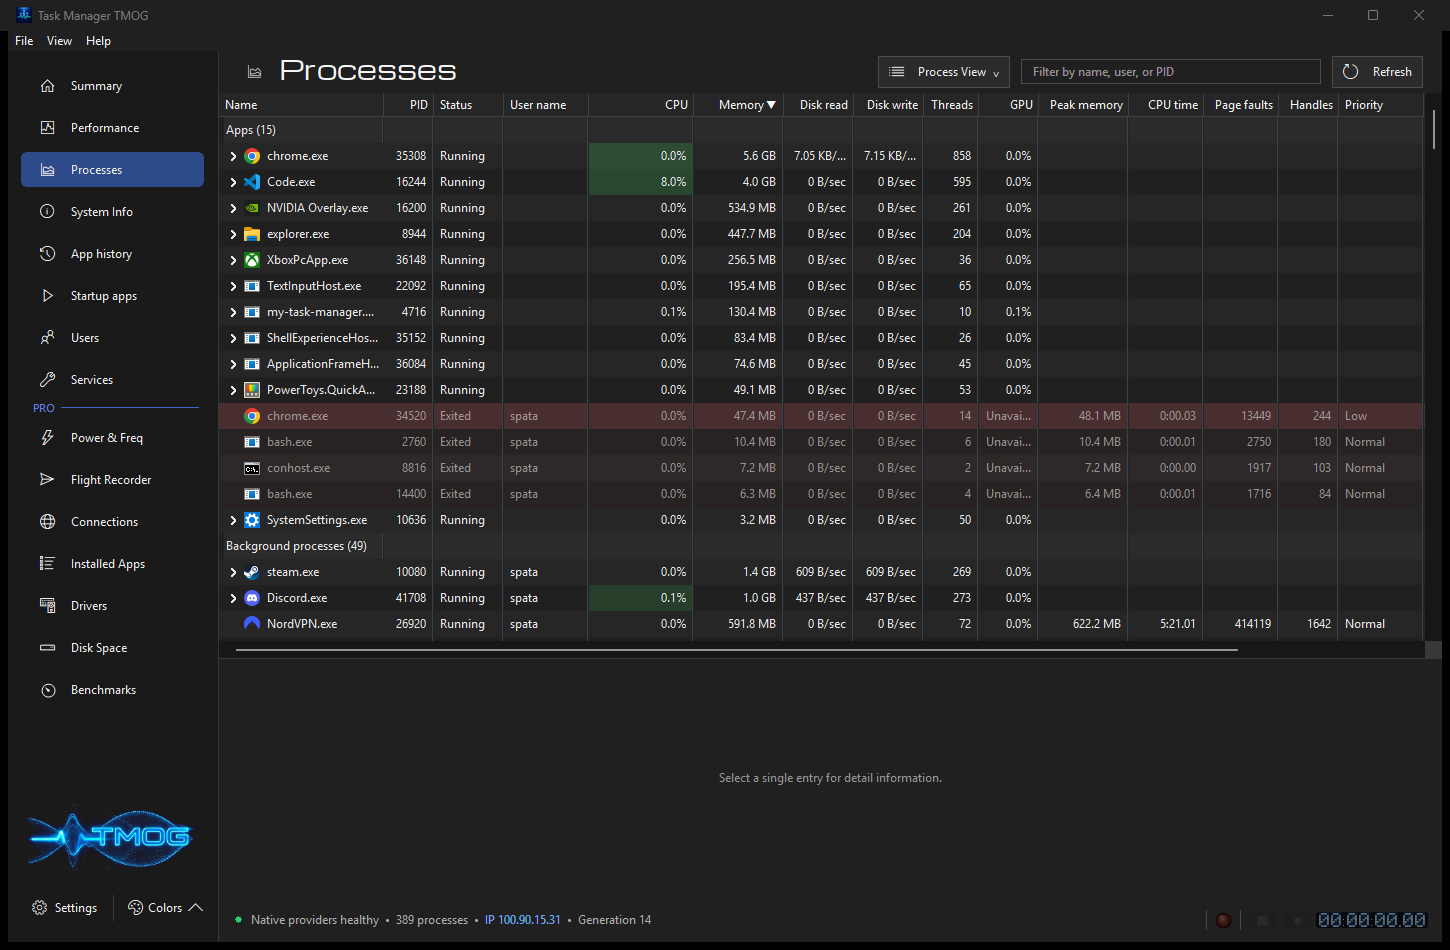 Task Manager TMOG
File View Help
Summary
Performance
Processes
System Info
App history
Startup apps
Users
Services
PRO
Power & Freq
Flight Recorder
Connections
Installed Apps
Drivers
Disk Space
Benchmarks
TMOG
Settings Colors
Processes
Process View
Filter by name, user, or PID
Refresh
Name PID Status User name CPU Memory Disk read Disk write Threads GPU Peak memory CPU time Page faults Handles Priority
Apps (15)
chrome.exe 35308 Running 0.0% 5.6 GB 7.05 KB/... 7.15 KB/... 858 0.0%
Code.exe 16244 Running 8.0% 4.0 GB 0 B/sec 0 B/sec 595 0.0%
NVIDIA Overlay.exe 16200 Running 0.0% 534.9 MB 0 B/sec 0 B/sec 261 0.0%
explorer.exe 8944 Running 0.0% 447.7 MB 0 B/sec 0 B/sec 204 0.0%
XboxPcApp.exe 36148 Running 0.0% 256.5 MB 0 B/sec 0 B/sec 36 0.0%
TextInputHost.exe 22092 Running 0.0% 195.4 MB 0 B/sec 0 B/sec 65 0.0%
my-task-manager.... 4716 Running 0.1% 130.4 MB 0 B/sec 0 B/sec 10 0.1%
ShellExperienceHos... 35152 Running 0.0% 83.4 MB 0 B/sec 0 B/sec 26 0.0%
ApplicationFrameH... 36084 Running 0.0% 74.6 MB 0 B/sec 0 B/sec 45 0.0%
PowerToys.QuickA... 23188 Running 0.0% 49.1 MB 0 B/sec 0 B/sec 53 0.0%
chrome.exe 34520 Exited spata 0.0% 47.4 MB 0 B/sec 0 B/sec 14 Unavai... 48.1 MB 0:00.03 13449 244 Low
bash.exe 2760 Exited spata 0.0% 10.4 MB 0 B/sec 0 B/sec 6 Unavai... 10.4 MB 0:00.01 2750 180 Normal
conhost.exe 8816 Exited spata 0.0% 7.2 MB 0 B/sec 0 B/sec 2 Unavai... 7.2 MB 0:00.00 1917 103 Normal
bash.exe 14400 Exited spata 0.0% 6.3 MB 0 B/sec 0 B/sec 4 Unavai... 6.4 MB 0:00.01 1716 84 Normal
SystemSettings.exe 10636 Running 0.0% 3.2 MB 0 B/sec 0 B/sec 50 0.0%
Background processes (49)
steam.exe 10080 Running spata 0.0% 1.4 GB 609 B/sec 609 B/sec 269 0.0%
Discord.exe 41708 Running spata 0.1% 1.0 GB 437 B/sec 437 B/sec 273 0.0%
NordVPN.exe 26920 Running spata 0.0% 591.8 MB 0 B/sec 0 B/sec 72 0.0% 622.2 MB 5:21.01 414119 1642 Normal
Select a single entry for detail information.
Native providers healthy • 389 processes • IP 100.90.15.31 • Generation 14
00:00:00.00